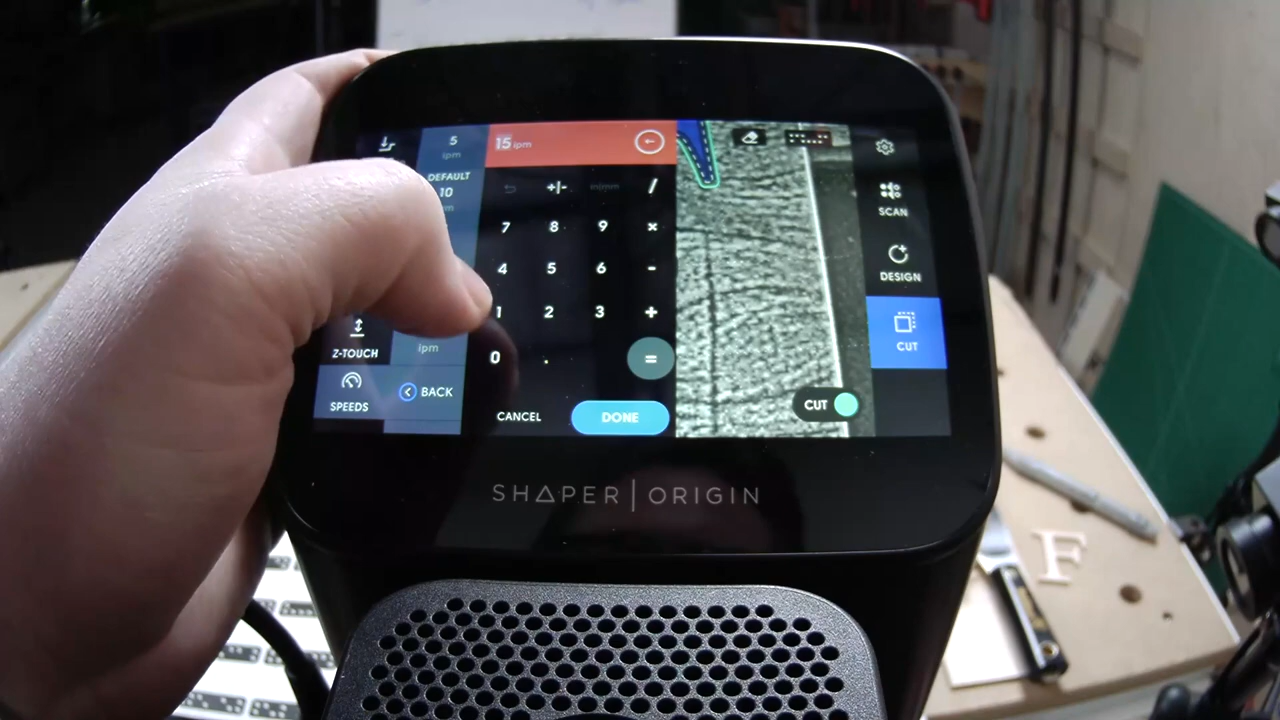 5
ipm
DEFAULT
10
15 ipm
+/-
/
7 8 9 ×
4 5 6 -
1 2 3 +
0 . =
CANCEL
DONE
Z-TOUCH
ipm
SPEEDS
BACK
SCAN
DESIGN
CUT
CUT
SHAPER | ORIGIN
F